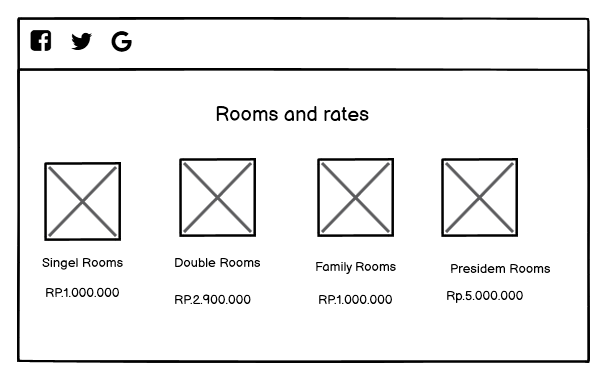 Rooms and rates
Singel Rooms
Double Rooms
Family Rooms
Presidem Rooms
RP.1.000.000
RP.2.900.000
RP.1.000.000
Rp.5.000.000